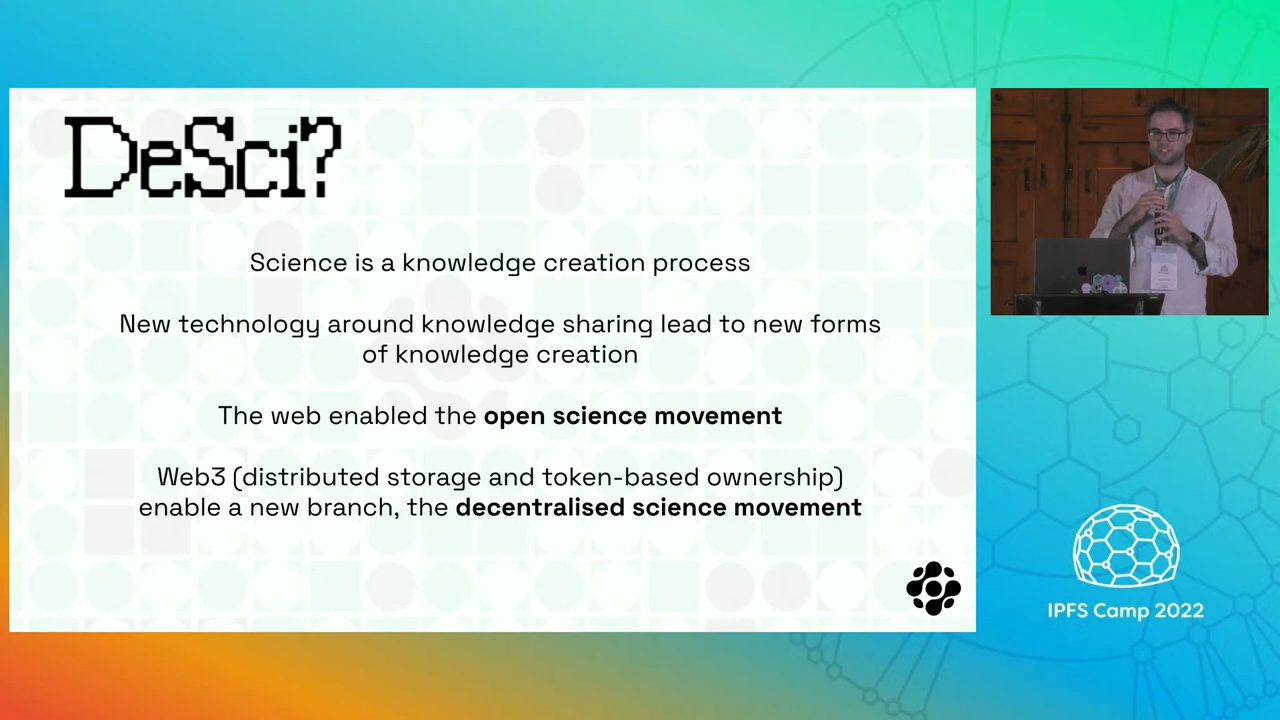 DeSci?
Science is a knowledge creation process
New technology around knowledge sharing lead to new forms
of knowledge creation
The web enabled the open science movement
Web3 (distributed storage and token-based ownership)
enable a new branch, the decentralised science movement
IPFS Camp 2022